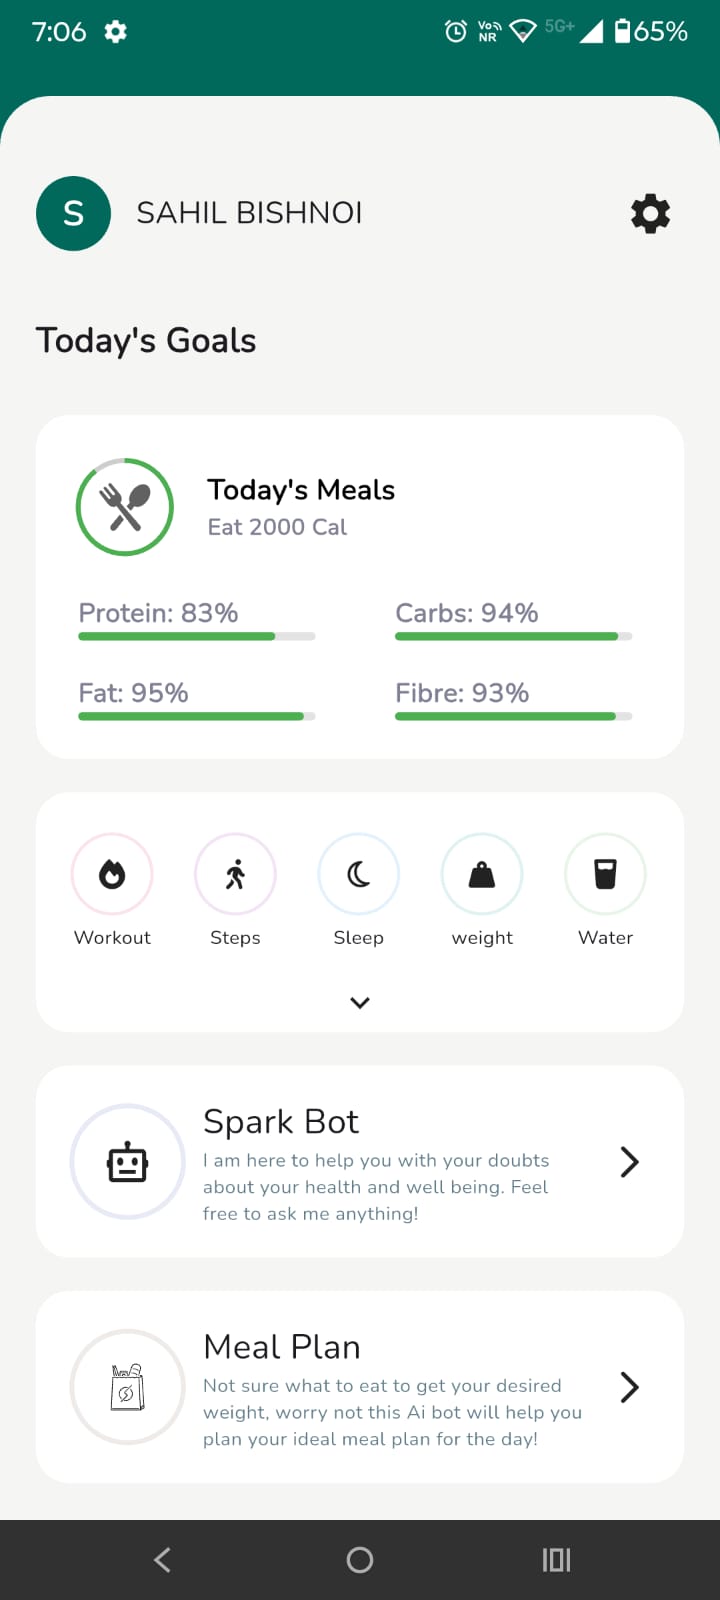 7:06
Vo
NR
5G+
65%
S
SAHIL BISHNOI
Today's Goals
Today's Meals
Eat 2000 Cal
Protein: 83%
Carbs: 94%
Fat: 95%
Fibre: 93%
Workout
Steps
Sleep
weight
Water
Spark Bot
I am here to help you with your doubts
about your health and well being. Feel
free to ask me anything!
Meal Plan
Not sure what to eat to get your desired
weight, worry not this Ai bot will help you
plan your ideal meal plan for the day!